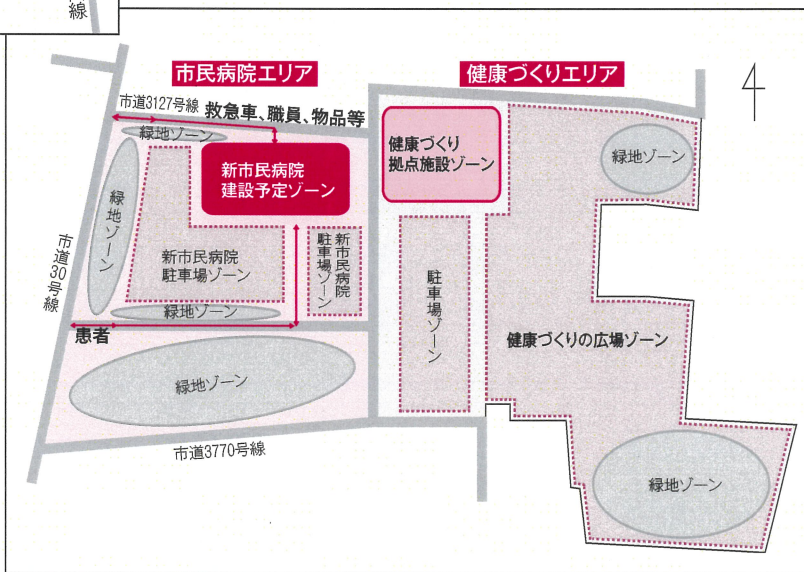 線
市民病院エリア
健康づくりエリア
市道3127号線
救急車、職員、物品等
緑地ゾーン
新市民病院
建設予定ゾーン
健康づくり
拠点施設ゾーン
緑地ゾーン
緑地ゾーン
市道30号線
新市民病院
駐車場ゾーン
新市民病院
駐車場ゾーン
駐車場ゾーン
緑地ゾーン
患者
健康づくりの広場ゾーン
緑地ゾーン
市道3770号線
緑地ゾーン